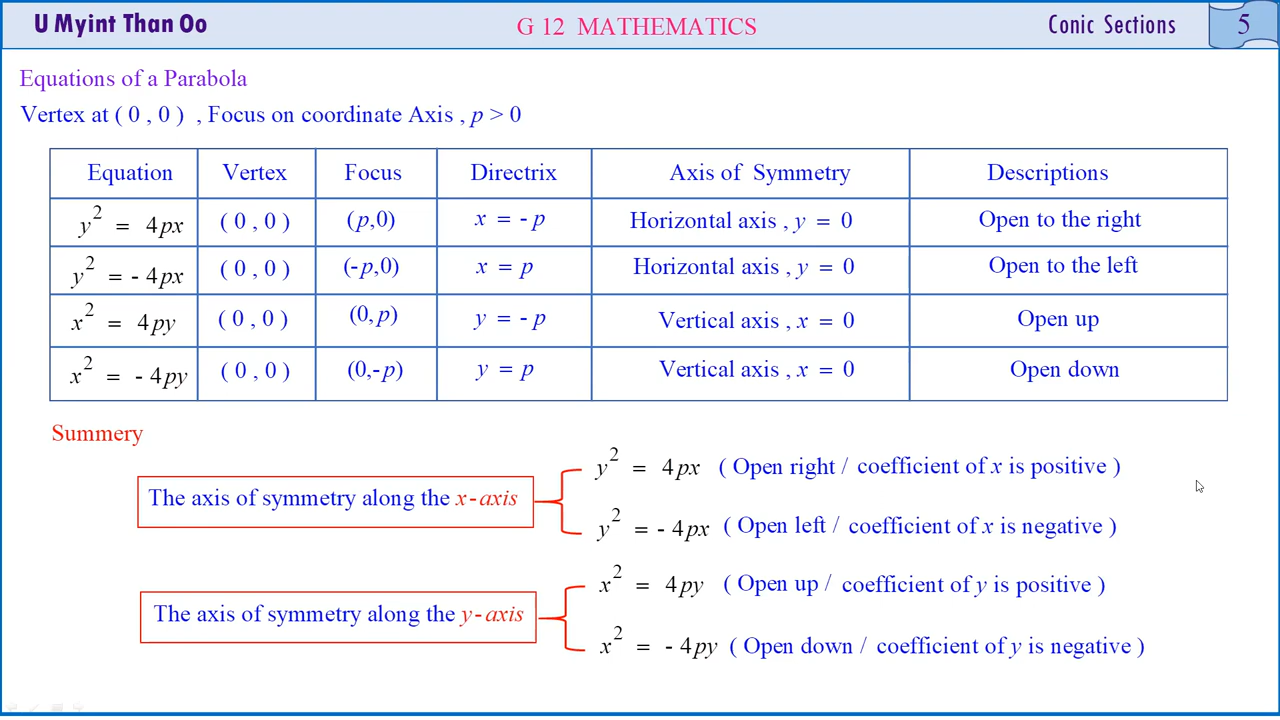 U Myint Than Oo G 12 MATHEMATICS Conic Sections 5
Equations of a Parabola
Vertex at ( 0 , 0 ) , Focus on coordinate Axis , p > 0
Equation Vertex Focus Directrix Axis of Symmetry Descriptions
y² = 4px ( 0 , 0 ) (p,0) x = - p Horizontal axis , y = 0 Open to the right
y² = - 4px ( 0 , 0 ) (-p,0) x = p Horizontal axis , y = 0 Open to the left
x² = 4py ( 0 , 0 ) (0,p) y = - p Vertical axis , x = 0 Open up
x² = - 4py ( 0 , 0 ) (0,-p) y = p Vertical axis , x = 0 Open down
Summery
The axis of symmetry along the x-axis
y² = 4px ( Open right / coefficient of x is positive )
y² = - 4px ( Open left / coefficient of x is negative )
The axis of symmetry along the y-axis
x² = 4py ( Open up / coefficient of y is positive )
x² = - 4py ( Open down / coefficient of y is negative )